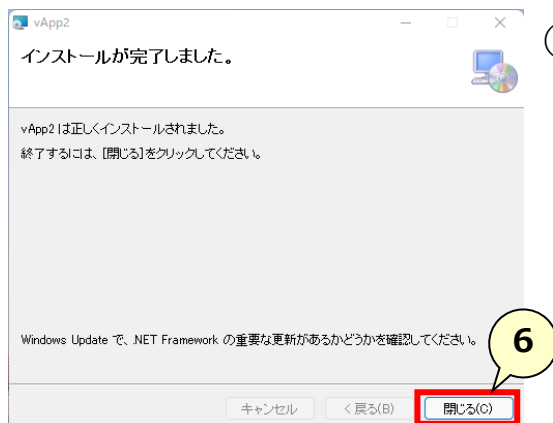 vApp2
インストールが完了しました。
vApp2 は正しくインストールされました。
終了するには、[閉じる]をクリックしてください。
Windows Update で、.NET Framework の重要な更新があるかどうかを確認してください。
6
キャンセル
< 戻る(B)
閉じる(C)